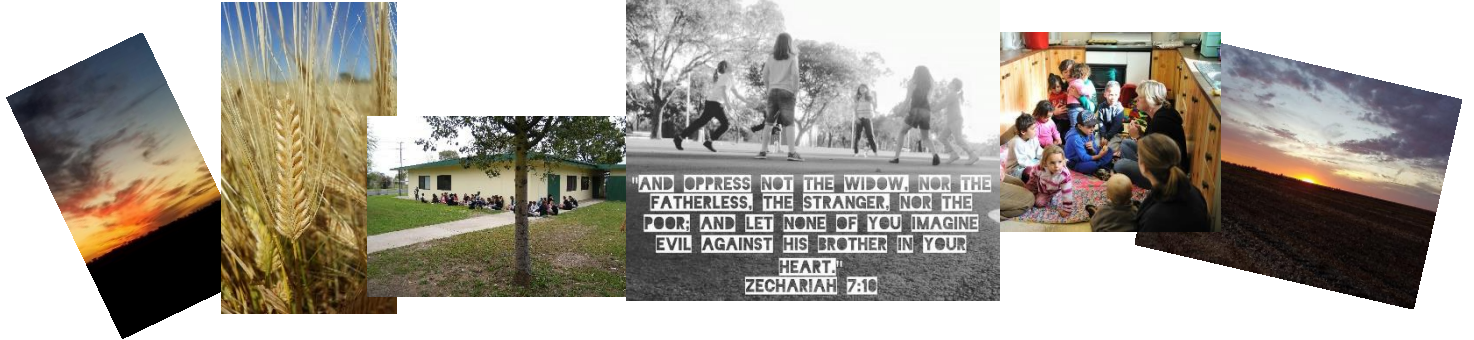 "AND OPPRESS NOT THE WIDOW, NOR THE
FATHERLESS, THE STRANGER, NOR THE
POOR; AND LET NONE OF YOU IMAGINE
EVIL AGAINST HIS BROTHER IN YOUR
HEART."
ZECHARIAH 7:10